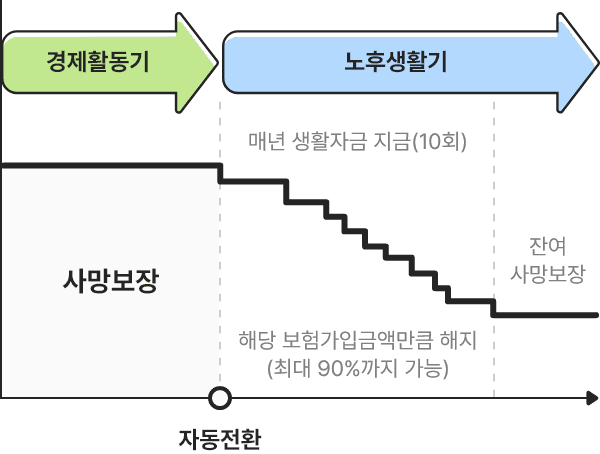 경제활동기
노후생활기
매년 생활자금 지급(10회)
사망보장
잔여
사망보장
해당 보험가입금액만큼 해지
(최대 90%까지 가능)
자동전환